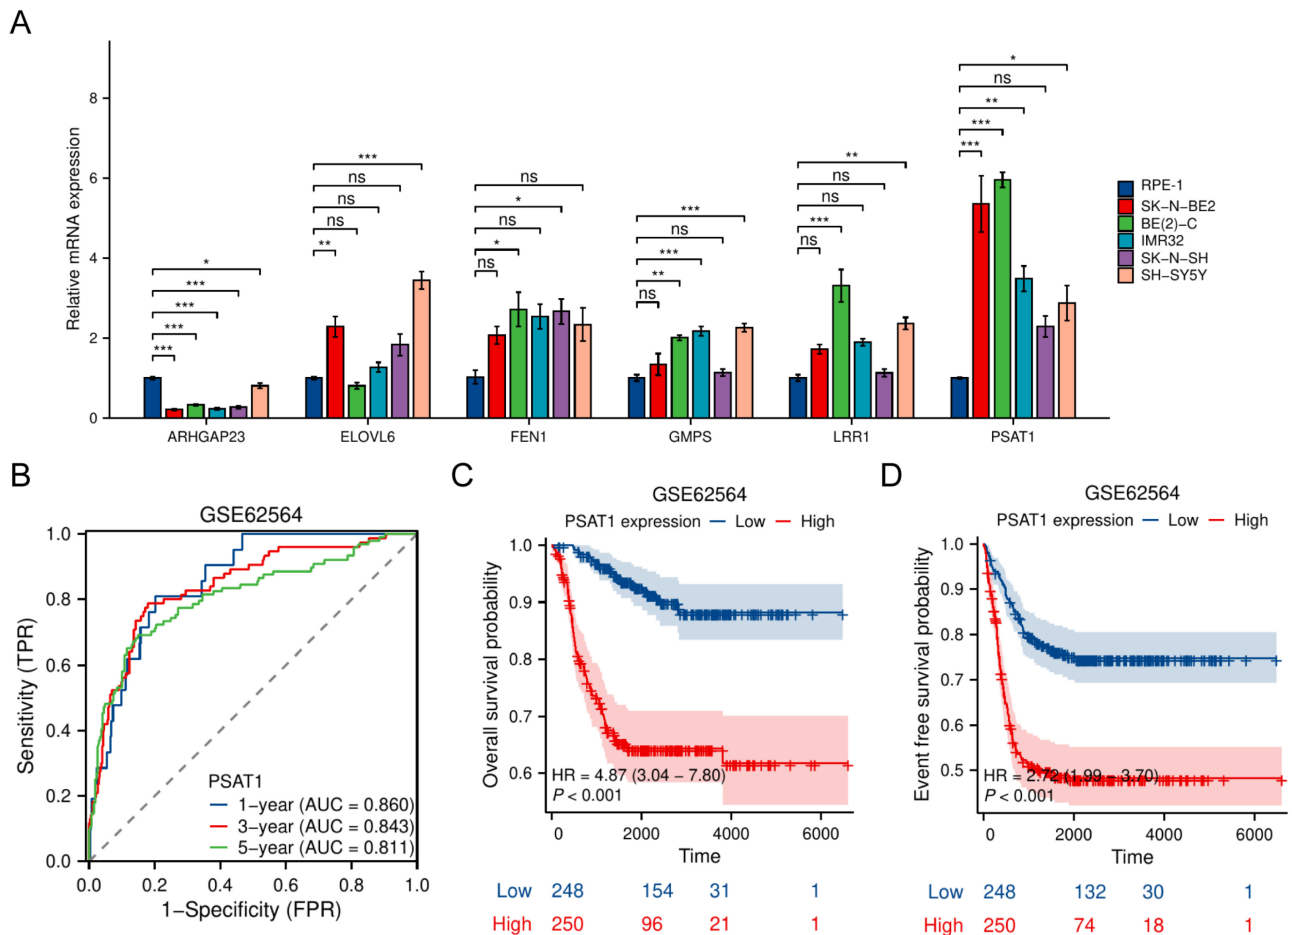 A
Relative mRNA expression
8
6
4
2
0
*** *** *** *** *
** ns ns ns ***
ns * ns * ns
ns ** *** ns ***
ns *** ns ns **
*** *** ** ns *
ARHGAP23 ELOVL6 FEN1 GMPS LRR1 PSAT1
RPE-1
SK-N-BE2
BE(2)-C
IMR32
SK-N-SH
SH-SY5Y
B
GSE62564
Sensitivity (TPR)
1.0
0.8
0.6
0.4
0.2
0.0
PSAT1
1-year (AUC = 0.860)
3-year (AUC = 0.843)
5-year (AUC = 0.811)
0.0 0.2 0.4 0.6 0.8 1.0
1-Specificity (FPR)
C
GSE62564
PSAT1 expression Low High
Overall survival probability
1.0
0.9
0.8
0.7
0.6
HR = 4.87 (3.04 – 7.80)
P < 0.001
0 2000 4000 6000
Time
Low 248 154 31 1
High 250 96 21 1
D
GSE62564
PSAT1 expression Low High
Event free survival probability
1.0
0.9
0.8
0.7
0.6
0.5
HR = 2.72 (1.99 – 3.70)
P < 0.001
0 2000 4000 6000
Time
Low 248 132 30 1
High 250 74 18 1